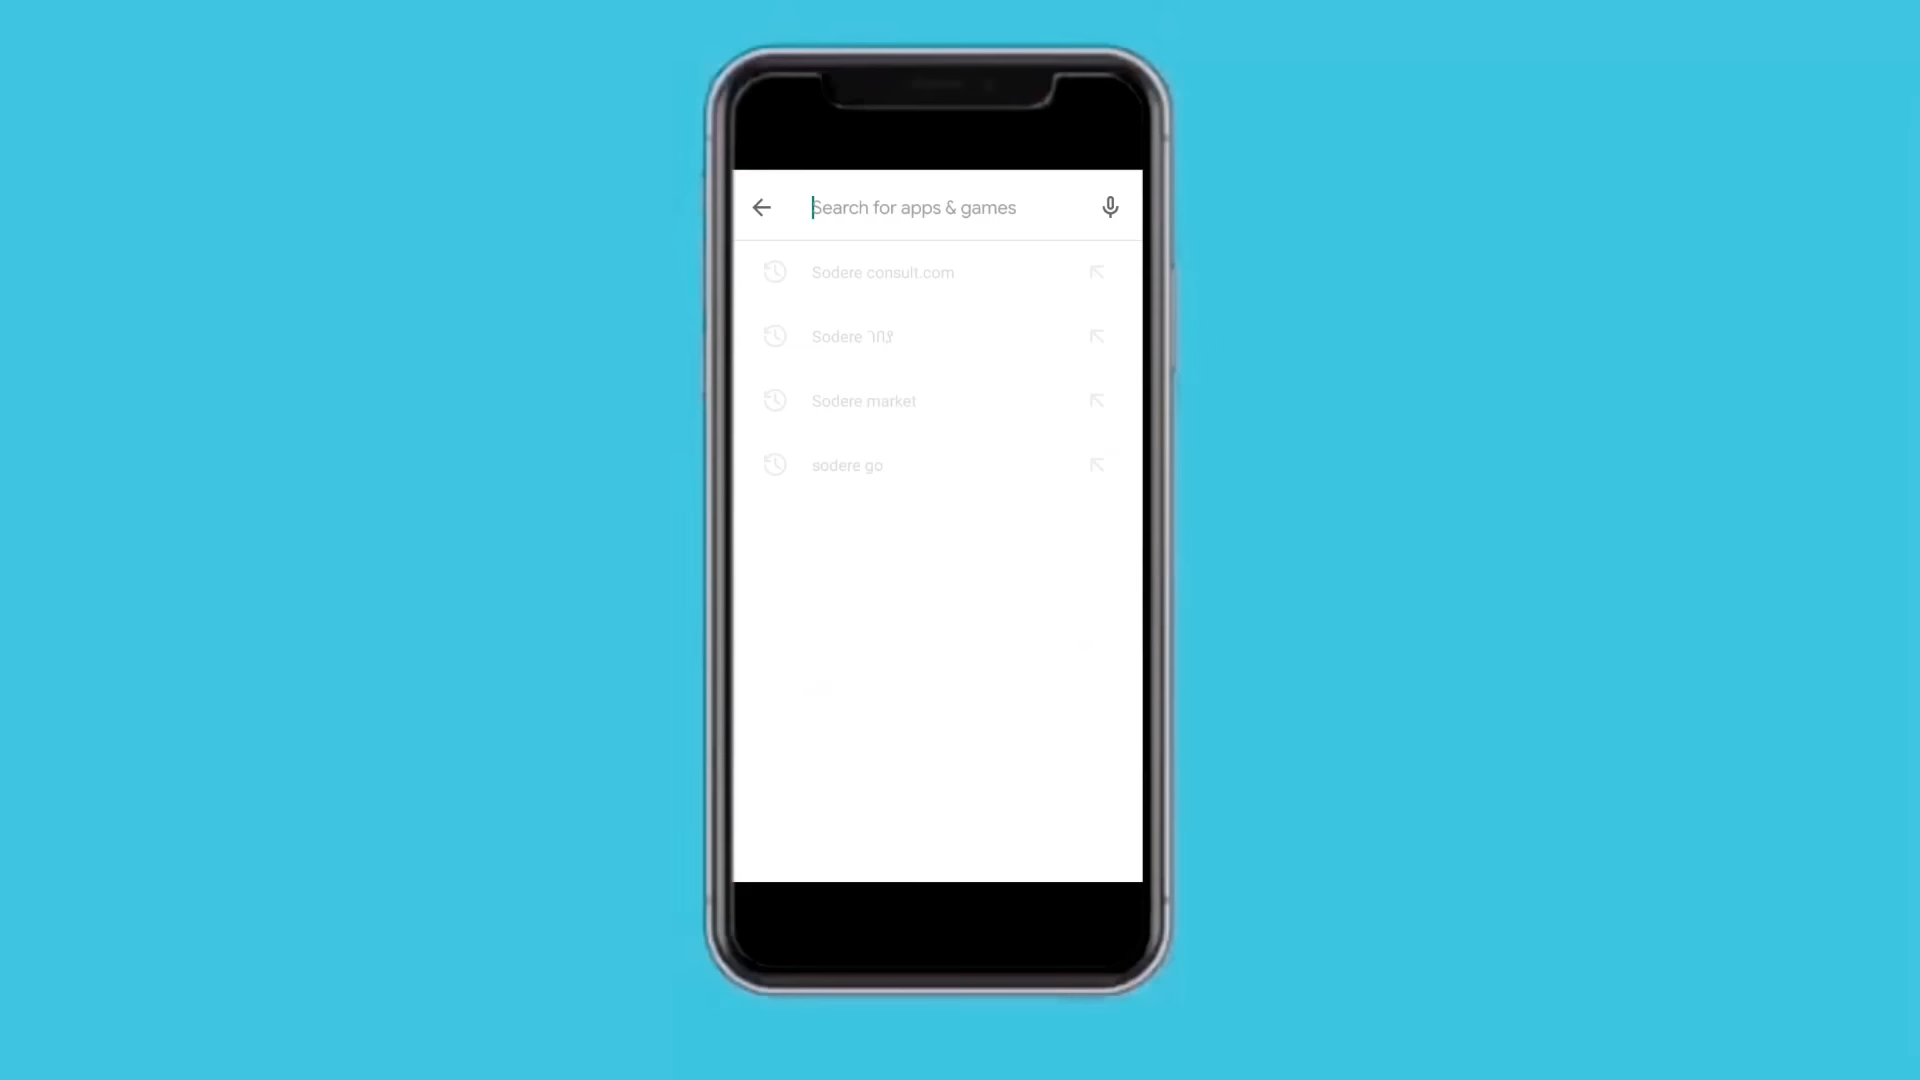 Search for apps & games
Sodere consult.com
Sodere ገበያ
Sodere market
sodere go